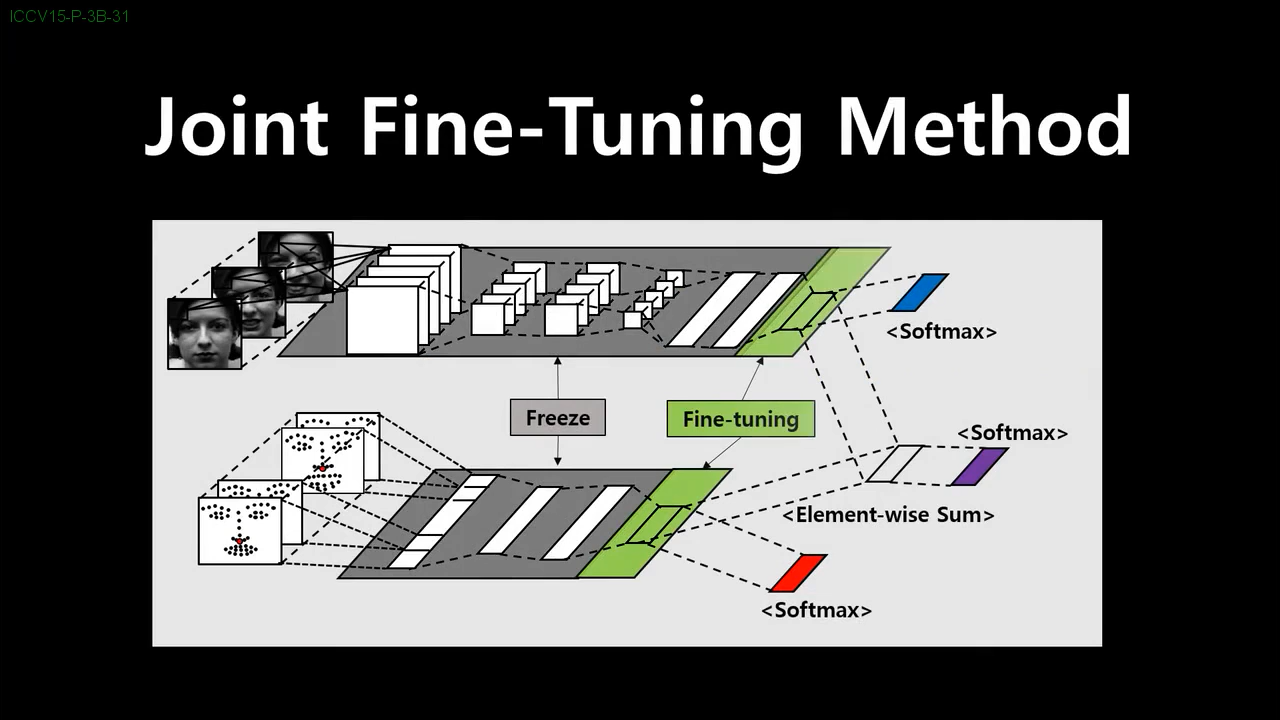 ICCV15-P-3B-31
Joint Fine-Tuning Method
<Softmax>
Freeze
Fine-tuning
<Softmax>
<Element-wise Sum>
<Softmax>